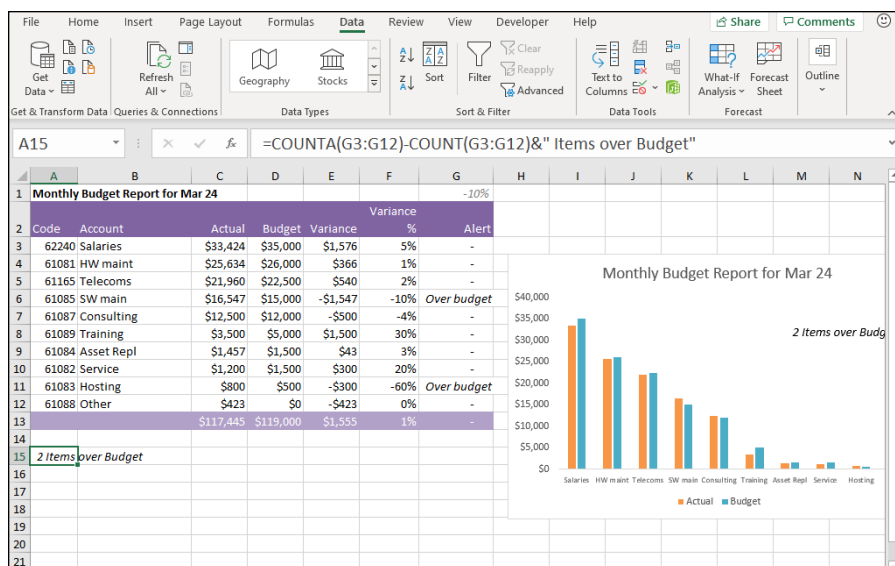 File Home Insert Page Layout Formulas Data Review View Developer Help Share Comments
Get Data Refresh All Geography Stocks Sort Filter Clear Reapply Advanced Text to Columns What-If Analysis Forecast Sheet Outline
Get & Transform Data Queries & Connections Data Types Sort & Filter Data Tools Forecast
A15 fx =COUNTA(G3:G12)-COUNT(G3:G12)&" Items over Budget"
A B C D E F G H I J K L M N
1 Monthly Budget Report for Mar 24 -10%
Variance
2 Code Account Actual Budget Variance % Alert
3 62240 Salaries $33,424 $35,000 $1,576 5% -
4 61081 HW maint $25,634 $26,000 $366 1% -
5 61165 Telecoms $21,960 $22,500 $540 2% -
6 61085 SW main $16,547 $15,000 -$1,547 -10% Over budget
7 61087 Consulting $12,500 $12,000 -$500 -4% -
8 61089 Training $3,500 $5,000 $1,500 30% -
9 61084 Asset Repl $1,457 $1,500 $43 3% -
10 61082 Service $1,200 $1,500 $300 20% -
11 61083 Hosting $800 $500 -$300 -60% Over budget
12 61088 Other $423 $0 -$423 0% -
13 $117,445 $119,000 $1,555 1% -
14
15 2 Items over Budget
16
17
18
19
20
21
Monthly Budget Report for Mar 24
2 Items over Budg
$40,000
$35,000
$30,000
$25,000
$20,000
$15,000
$10,000
$5,000
$0
Salaries HW maint Telecoms SW main Consulting Training Asset Repl Service Hosting
Actual Budget